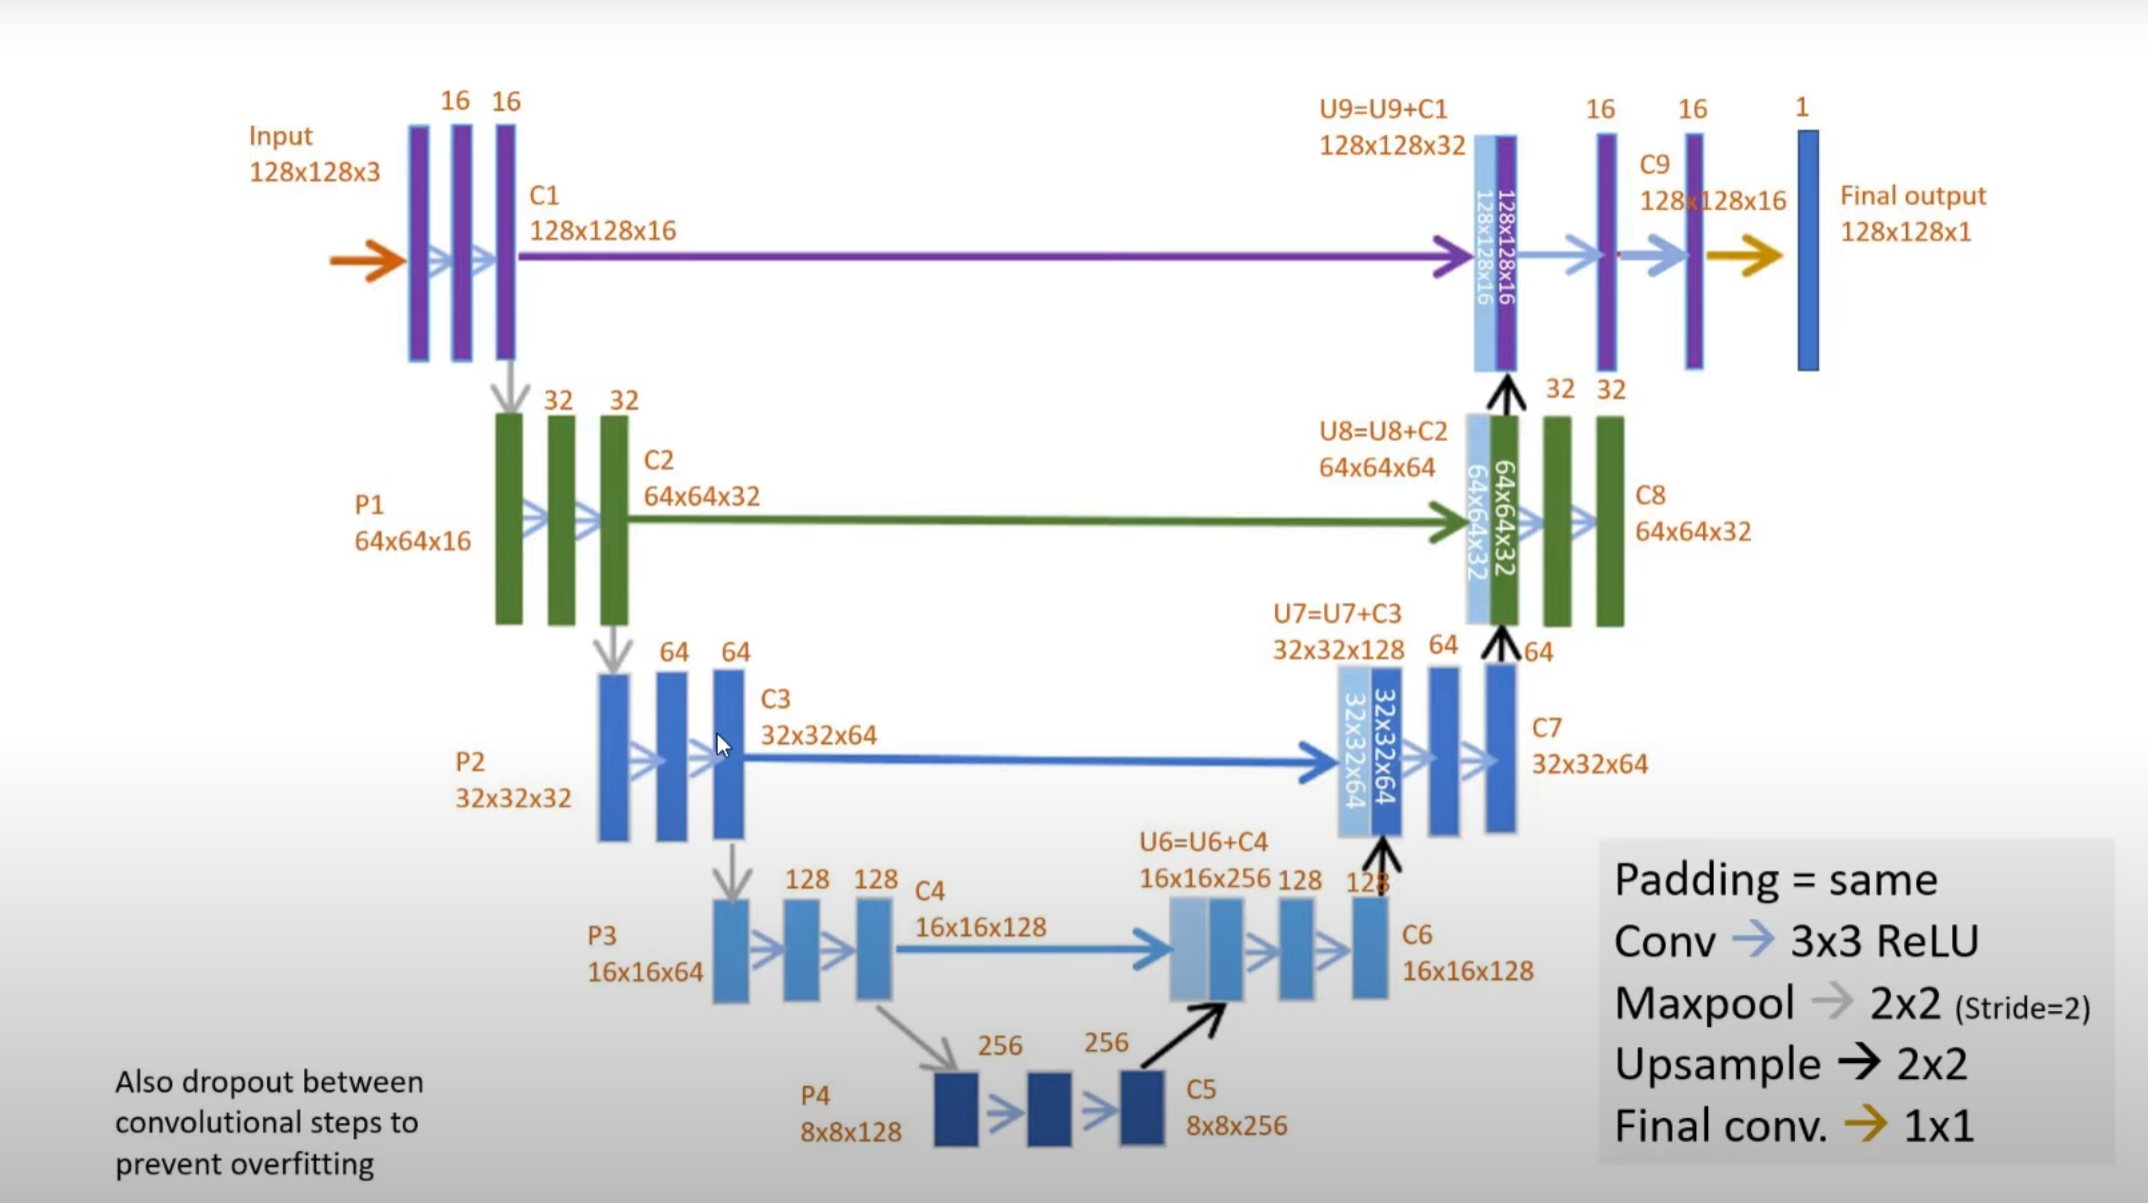 16 16
Input
128x128x3
C1
128x128x16
U9=U9+C1
128x128x32
128x128x16
128x128x16
16
16
1
C9
128x128x16
Final output
128x128x1
32
32
P1
64x64x16
C2
64x64x32
U8=U8+C2
64x64x64
64x64x32
64x64x32
32 32
C8
64x64x32
64
64
P2
32x32x32
C3
32x32x64
U7=U7+C3
32x32x128
32x32x64
32x32x64
64
64
C7
32x32x64
128
128
P3
16x16x64
C4
16x16x128
U6=U6+C4
16x16x256
128
128
C6
16x16x128
256
256
P4
8x8x128
C5
8x8x256
Also dropout between
convolutional steps to
prevent overfitting
Padding = same
Conv → 3x3 ReLU
Maxpool → 2x2 (Stride=2)
Upsample → 2x2
Final conv. → 1x1